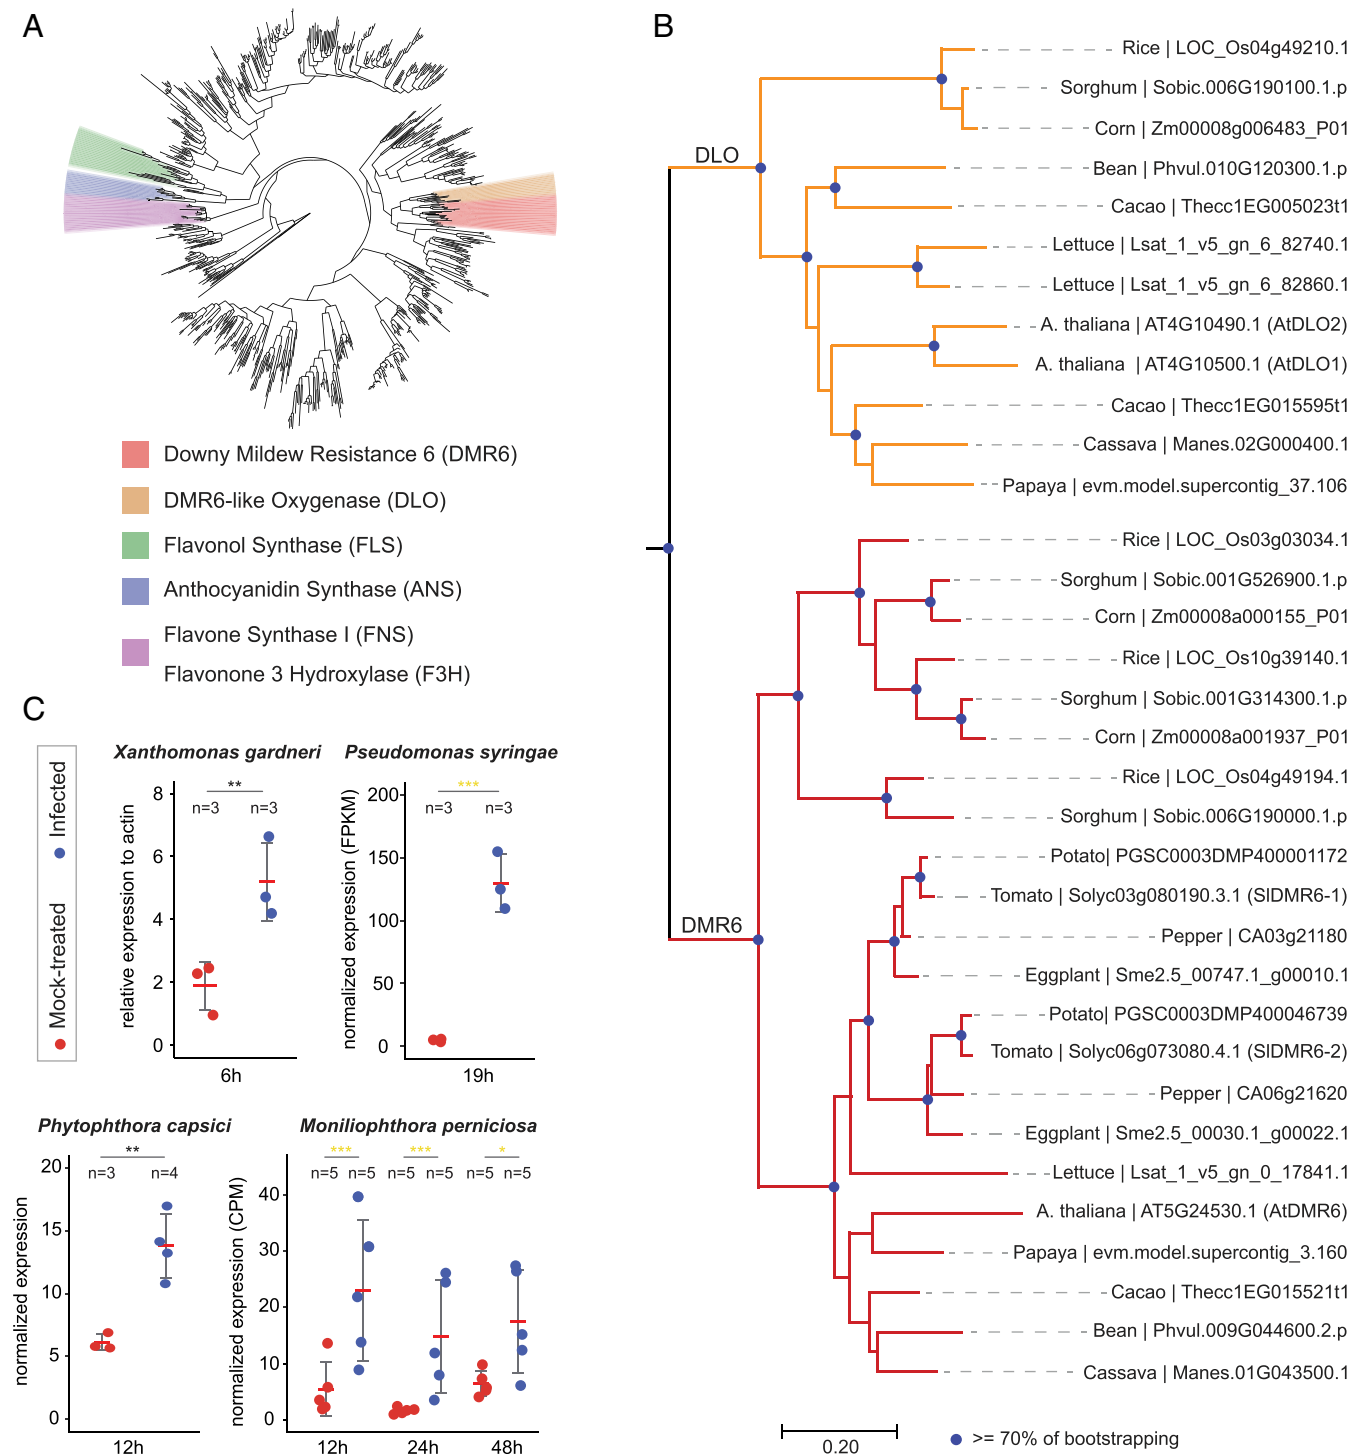 A
Downy Mildew Resistance 6 (DMR6)
DMR6-like Oxygenase (DLO)
Flavonol Synthase (FLS)
Anthocyanidin Synthase (ANS)
Flavone Synthase I (FNS)
Flavonone 3 Hydroxylase (F3H)
B
DLO
Rice | LOC_Os04g49210.1
Sorghum | Sobic.006G190100.1.p
Corn | Zm00008g006483_P01
Bean | Phvul.010G120300.1.p
Cacao | Thecc1EG005023t1
Lettuce | Lsat_1_v5_gn_6_82740.1
Lettuce | Lsat_1_v5_gn_6_82860.1
A. thaliana | AT4G10490.1 (AtDLO2)
A. thaliana | AT4G10500.1 (AtDLO1)
Cacao | Thecc1EG015595t1
Cassava | Manes.02G000400.1
Papaya | evm.model.supercontig_37.106
DMR6
Rice | LOC_Os03g03034.1
Sorghum | Sobic.001G526900.1.p
Corn | Zm00008a000155_P01
Rice | LOC_Os10g39140.1
Sorghum | Sobic.001G314300.1.p
Corn | Zm00008a001937_P01
Rice | LOC_Os04g49194.1
Sorghum | Sobic.006G190000.1.p
Potato| PGSC0003DMP400001172
Tomato | Solyc03g080190.3.1 (SlDMR6-1)
Pepper | CA03g21180
Eggplant | Sme2.5_00747.1_g00010.1
Potato| PGSC0003DMP400046739
Tomato | Solyc06g073080.4.1 (SlDMR6-2)
Pepper | CA06g21620
Eggplant | Sme2.5_00030.1_g00022.1
Lettuce | Lsat_1_v5_gn_0_17841.1
A. thaliana | AT5G24530.1 (AtDMR6)
Papaya | evm.model.supercontig_3.160
Cacao | Thecc1EG015521t1
Bean | Phvul.009G044600.2.p
Cassava | Manes.01G043500.1
0.20
>= 70% of bootstrapping
C
Mock-treated
Infected
Xanthomonas gardneri
relative expression to actin
8
6
4
2
0
**
n=3
n=3
6h
Pseudomonas syringae
normalized expression (FPKM)
200
150
100
50
0
***
n=3
n=3
19h
Phytophthora capsici
normalized expression
20
15
10
5
0
**
n=3
n=4
12h
Moniliophthora perniciosa
normalized expression (CPM)
40
30
20
10
0
***
***
*
n=5
n=5
n=5
n=5
n=5
n=5
12h
24h
48h